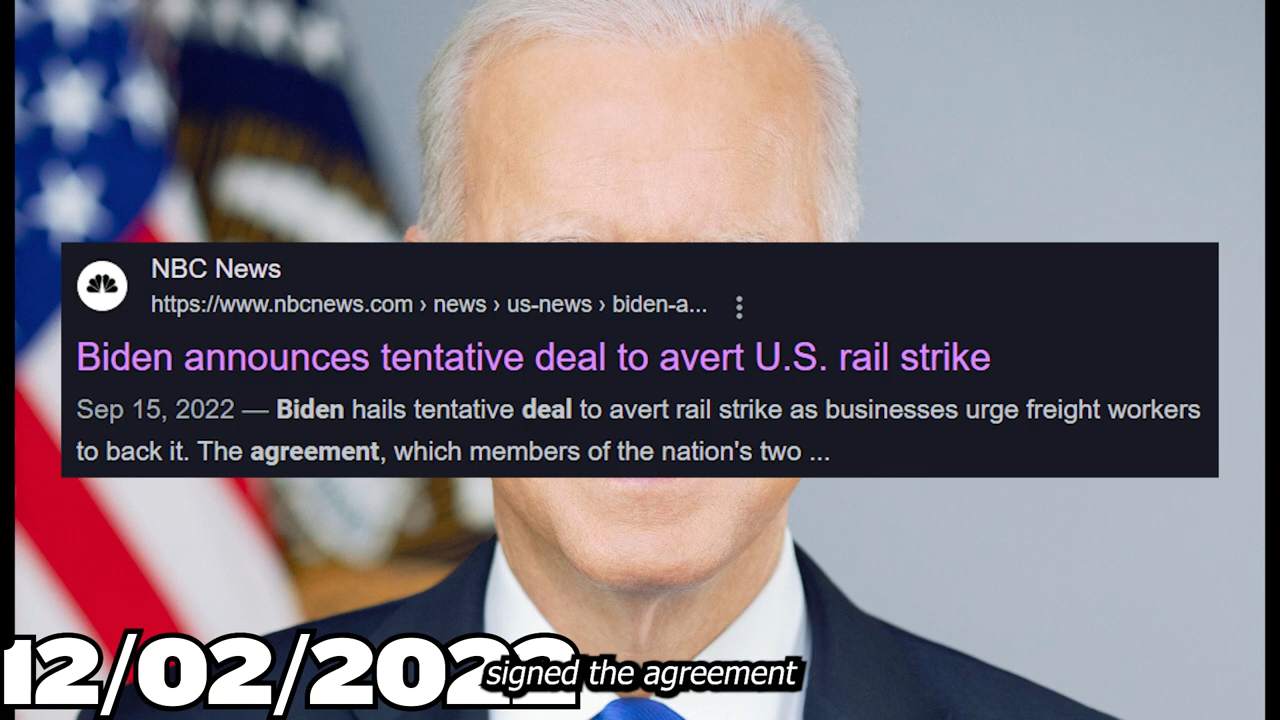 NBC News
https://www.nbcnews.com › news › us-news › biden-a...
Biden announces tentative deal to avert U.S. rail strike
Sep 15, 2022 — Biden hails tentative deal to avert rail strike as businesses urge freight workers
to back it. The agreement, which members of the nation's two ...
12/02/2022
signed the agreement